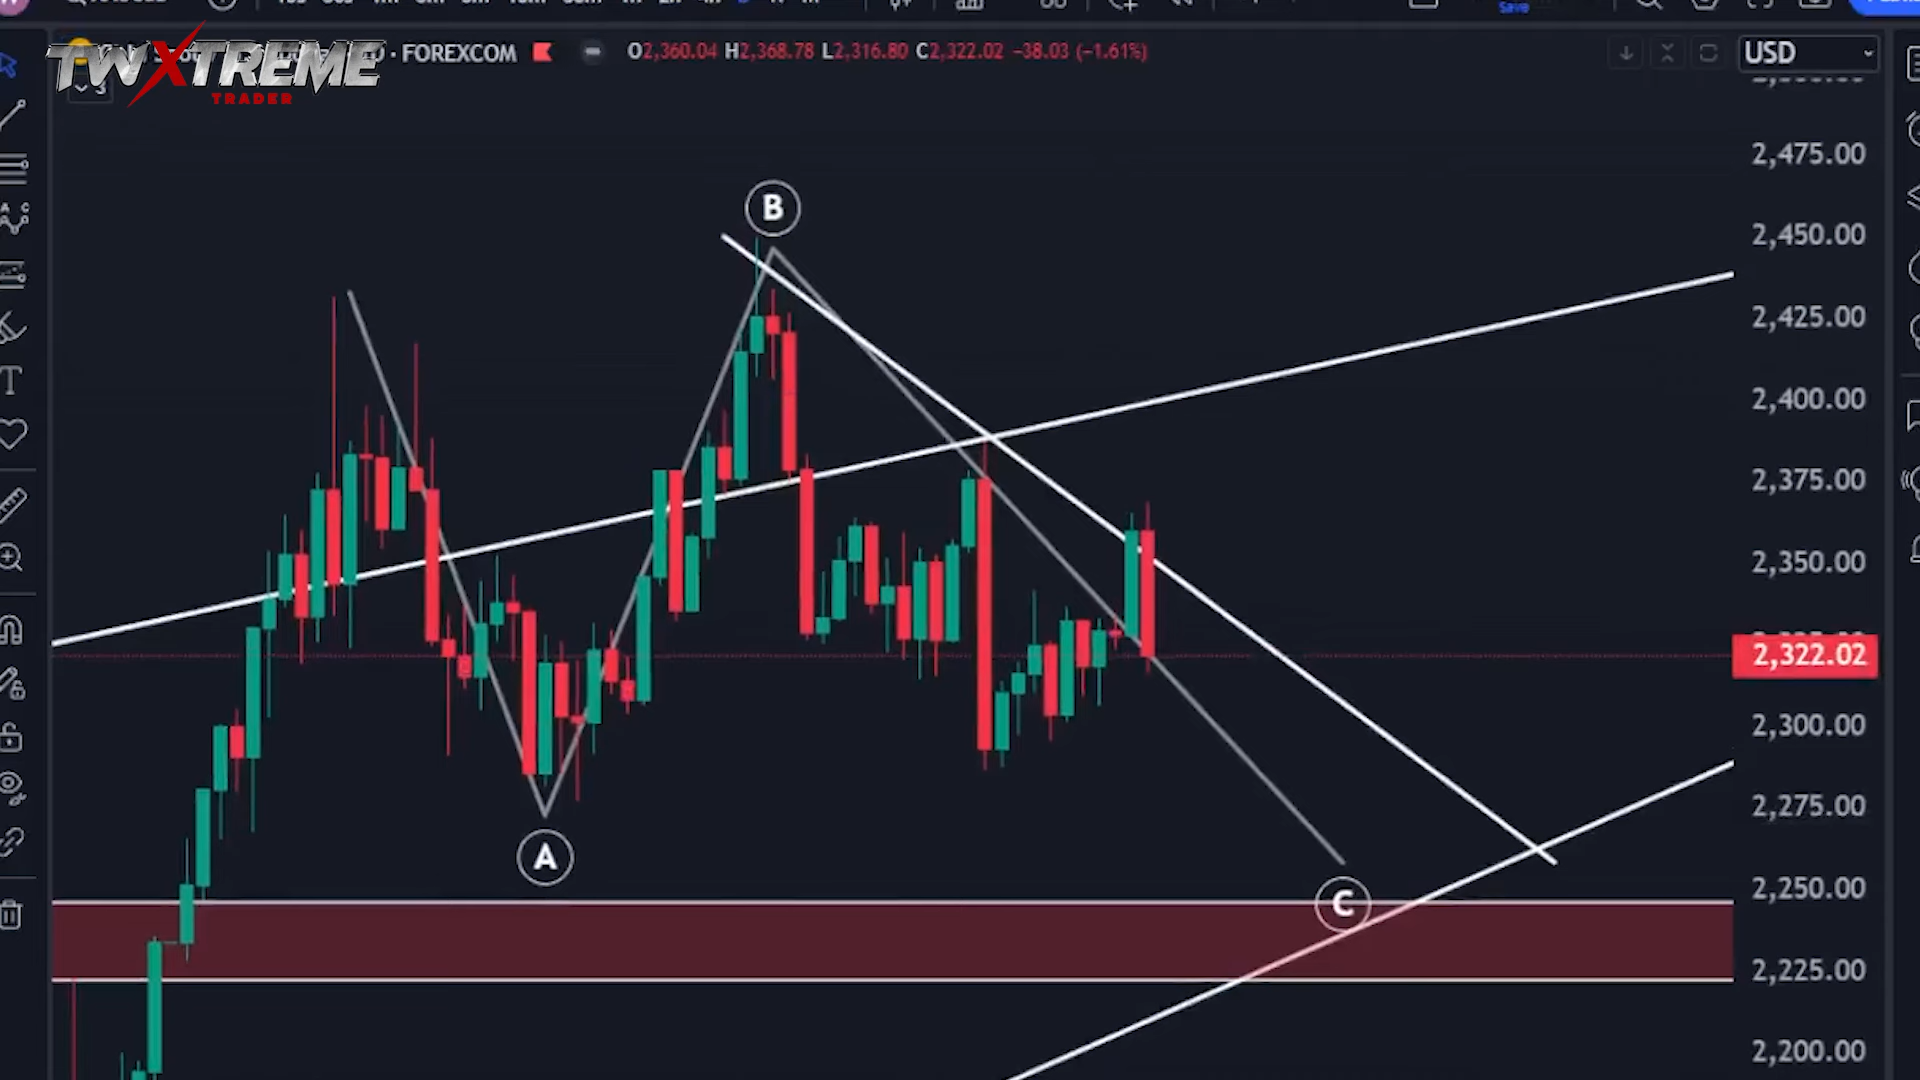 TWXTREME
TRADER
· FOREXCOM
O2,360.04 H2,368.78 L2,316.80 C2,322.02 −38.03 (−1.61%)
USD
Save
3
2,475.00
2,450.00
2,425.00
2,400.00
2,375.00
2,350.00
2,322.02
2,300.00
2,275.00
2,250.00
2,225.00
2,200.00
B
A
C